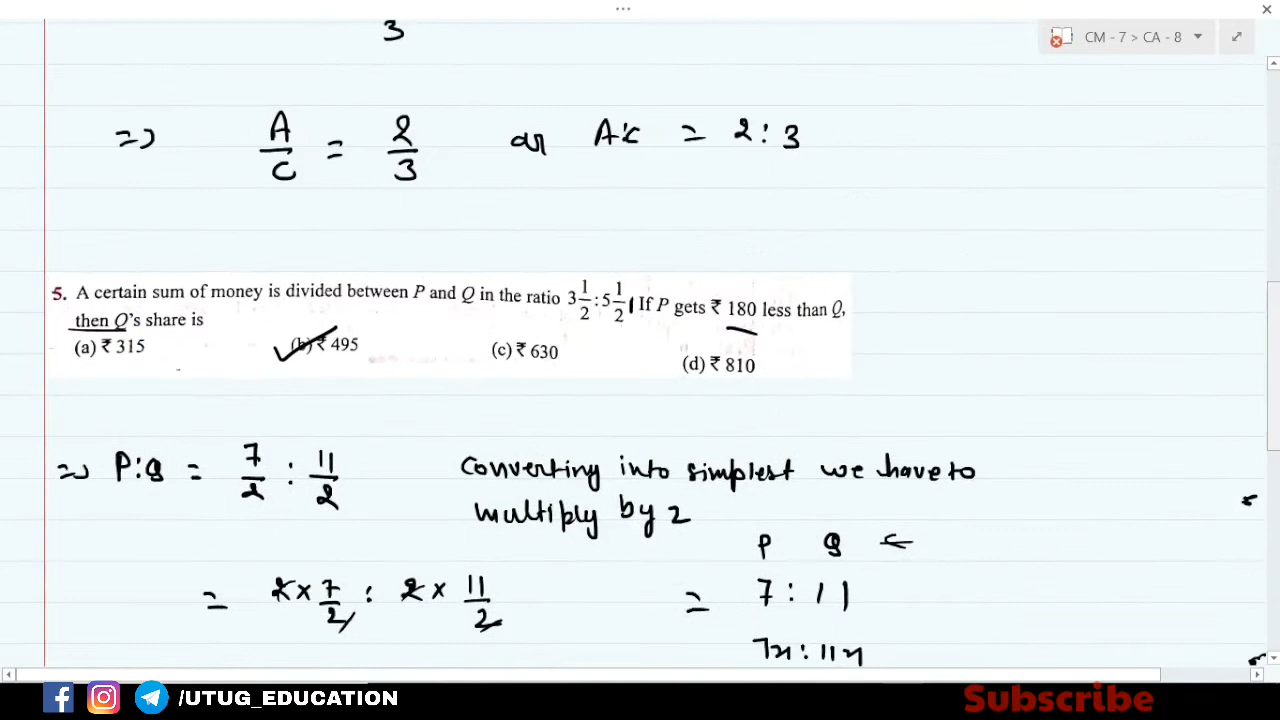 CM - 7 > CA - 8
3
=> A/C = 2/3 or A:C = 2 : 3
5. A certain sum of money is divided between P and Q in the ratio 3 1/2 : 5 1/2. If P gets ₹ 180 less than Q,
then Q's share is
(a) ₹ 315 (b) ₹ 495 (c) ₹ 630 (d) ₹ 810
=> P:Q = 7/2 : 11/2 Converting into simplest we have to
multiply by 2
P Q ←
= 2 × 7/2 : 2 × 11/2 = 7 : 11
7x : 11x
/UTUG_EDUCATION Subscribe